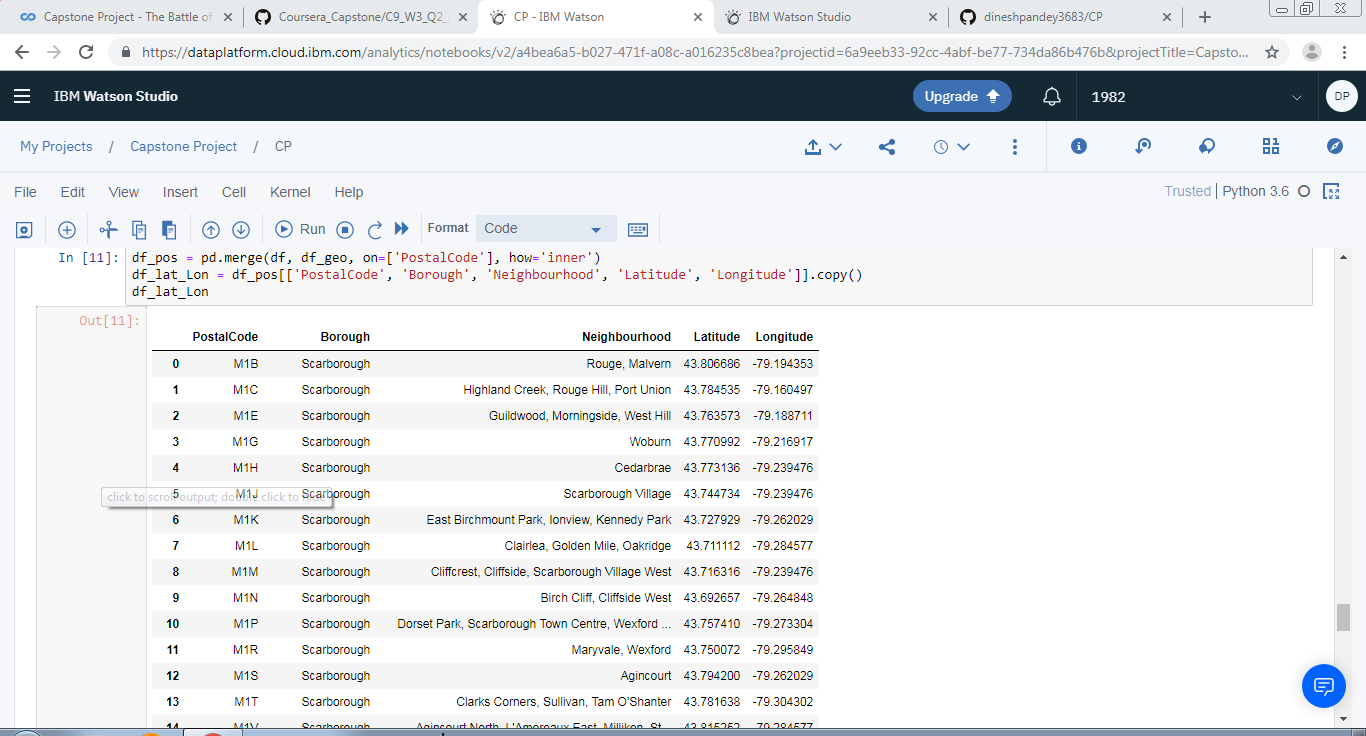 Capstone Project - The Battle of
Coursera_Capstone/C9_W3_Q2_
CP - IBM Watson
IBM Watson Studio
dineshpandey3683/CP
https://dataplatform.cloud.ibm.com/analytics/notebooks/v2/a4bea6a5-b027-471f-a08c-a016235c8bea?projectid=6a9eeb33-92cc-4abf-be77-734da86b476b&projectTitle=Capsto...
IBM Watson Studio
Upgrade
1982
DP
My Projects / Capstone Project / CP
File Edit View Insert Cell Kernel Help
Trusted | Python 3.6
Run
Format
Code
In [11]: df_pos = pd.merge(df, df_geo, on=['PostalCode'], how='inner')
df_lat_Lon = df_pos[['PostalCode', 'Borough', 'Neighbourhood', 'Latitude', 'Longitude']].copy()
df_lat_Lon
Out[11]:
PostalCode Borough Neighbourhood Latitude Longitude
0 M1B Scarborough Rouge, Malvern 43.806686 -79.194353
1 M1C Scarborough Highland Creek, Rouge Hill, Port Union 43.784535 -79.160497
2 M1E Scarborough Guildwood, Morningside, West Hill 43.763573 -79.188711
3 M1G Scarborough Woburn 43.770992 -79.216917
4 M1H Scarborough Cedarbrae 43.773136 -79.239476
5 M1J Scarborough Scarborough Village 43.744734 -79.239476
click to scroll output; double click to hide
6 M1K Scarborough East Birchmount Park, Ionview, Kennedy Park 43.727929 -79.262029
7 M1L Scarborough Clairlea, Golden Mile, Oakridge 43.711112 -79.284577
8 M1M Scarborough Cliffcrest, Cliffside, Scarborough Village West 43.716316 -79.239476
9 M1N Scarborough Birch Cliff, Cliffside West 43.692657 -79.264848
10 M1P Scarborough Dorset Park, Scarborough Town Centre, Wexford ... 43.757410 -79.273304
11 M1R Scarborough Maryvale, Wexford 43.750072 -79.295849
12 M1S Scarborough Agincourt 43.794200 -79.262029
13 M1T Scarborough Clarks Corners, Sullivan, Tam O'Shanter 43.781638 -79.304302
14 M1V Scarborough Agincourt North, L'Amoreaux East, Milliken, St... 43.815252 -79.284577